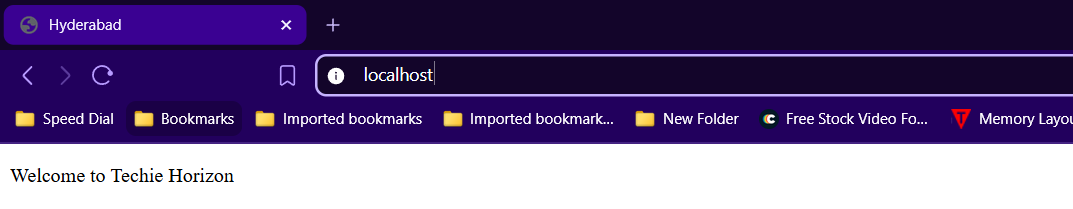 Hyderabad
localhost
Speed Dial Bookmarks Imported bookmarks Imported bookmark... New Folder Free Stock Video Fo... Memory Layou
Welcome to Techie Horizon